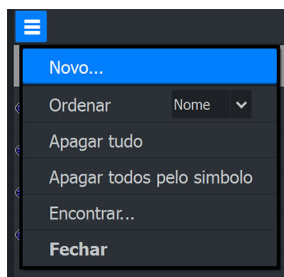 Novo...
Ordenar Nome
Apagar tudo
Apagar todos pelo simbolo
Encontrar...
Fechar